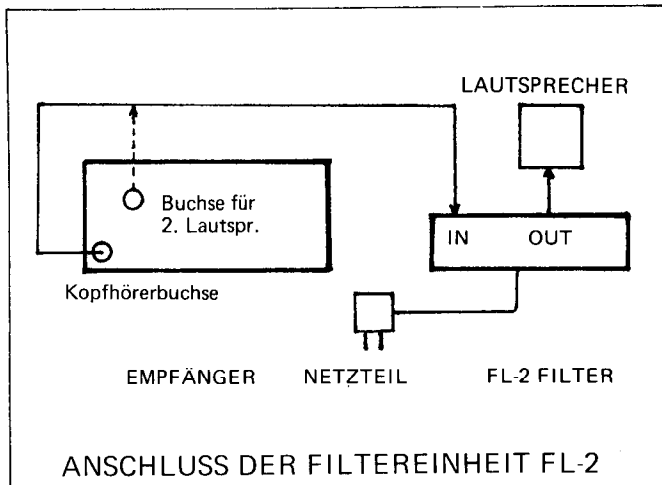 LAUTSPRECHER
Buchse für
2. Lautspr.
IN OUT
Kopfhörerbuchse
EMPFÄNGER NETZTEIL FL-2 FILTER
ANSCHLUSS DER FILTEREINHEIT FL-2